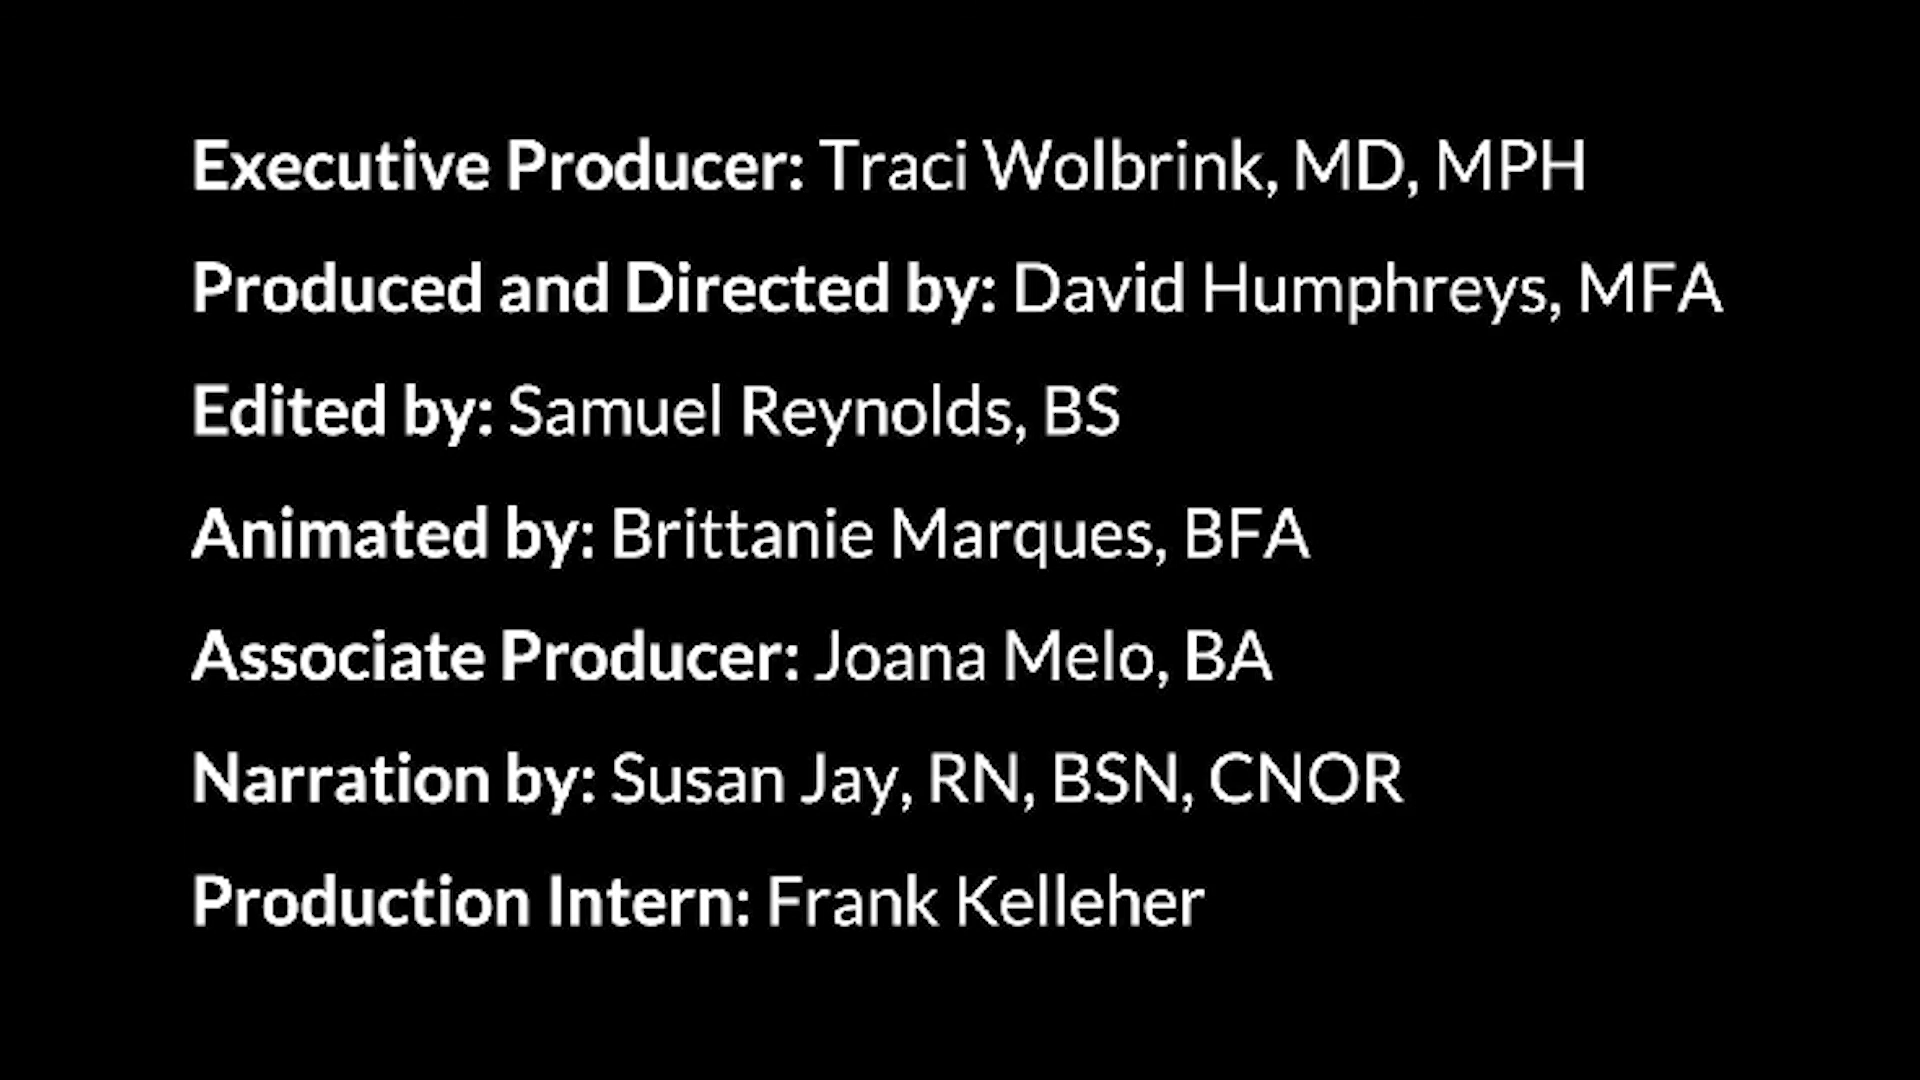 Executive Producer: Traci Wolbrink, MD, MPH
Produced and Directed by: David Humphreys, MFA
Edited by: Samuel Reynolds, BS
Animated by: Brittanie Marques, BFA
Associate Producer: Joana Melo, BA
Narration by: Susan Jay, RN, BSN, CNOR
Production Intern: Frank Kelleher